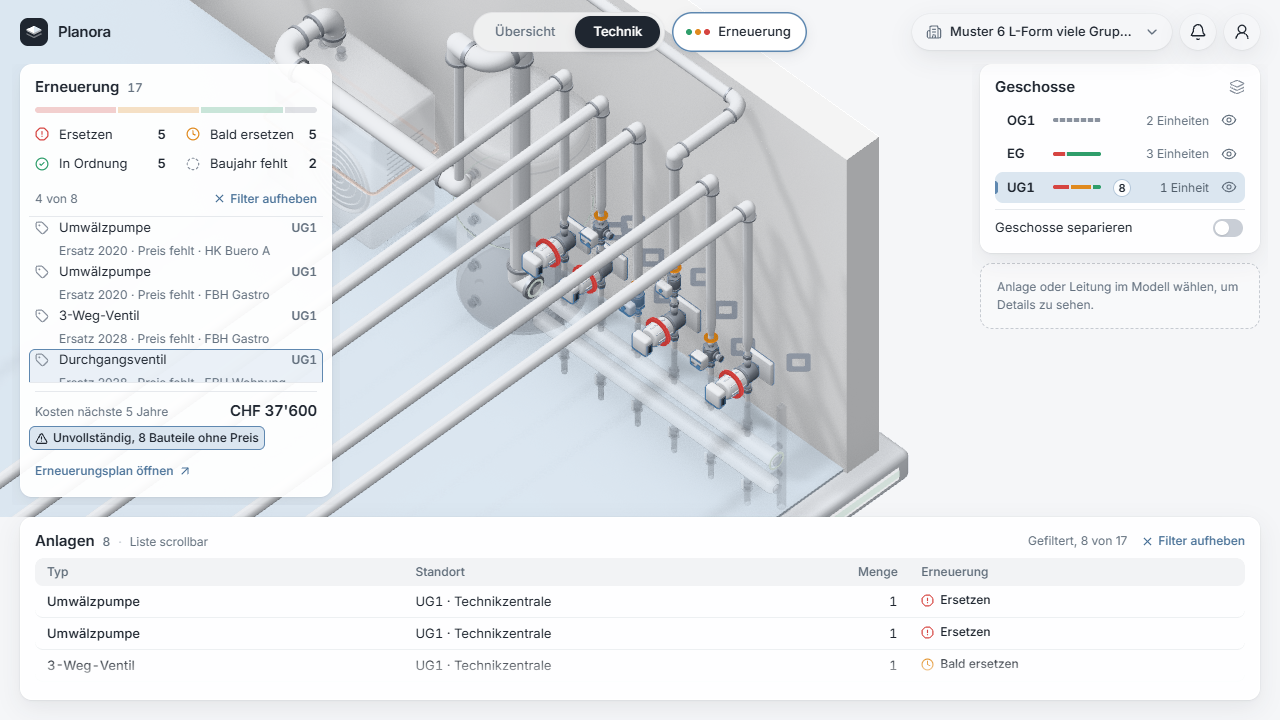 Planora
Übersicht
Technik
Erneuerung
Muster 6 L-Form viele Grup...
Erneuerung 17
Ersetzen 5
Bald ersetzen 5
In Ordnung 5
Baujahr fehlt 2
4 von 8
Filter aufheben
Umwälzpumpe UG1
Ersatz 2020 · Preis fehlt · HK Buero A
Umwälzpumpe UG1
Ersatz 2020 · Preis fehlt · FBH Gastro
3-Weg-Ventil UG1
Ersatz 2028 · Preis fehlt · FBH Gastro
Durchgangsventil UG1
Ersatz 2028 · Preis fehlt · FBH Wohnung
Kosten nächste 5 Jahre CHF 37'600
Unvollständig, 8 Bauteile ohne Preis
Erneuerungsplan öffnen
Geschosse
OG1 2 Einheiten
EG 3 Einheiten
UG1 8 1 Einheit
Geschosse separieren
Anlage oder Leitung im Modell wählen, um
Details zu sehen.
Anlagen 8 · Liste scrollbar
Gefiltert, 8 von 17
Filter aufheben
Typ Standort Menge Erneuerung
Umwälzpumpe UG1 · Technikzentrale 1 Ersetzen
Umwälzpumpe UG1 · Technikzentrale 1 Ersetzen
3-Weg-Ventil UG1 · Technikzentrale 1 Bald ersetzen